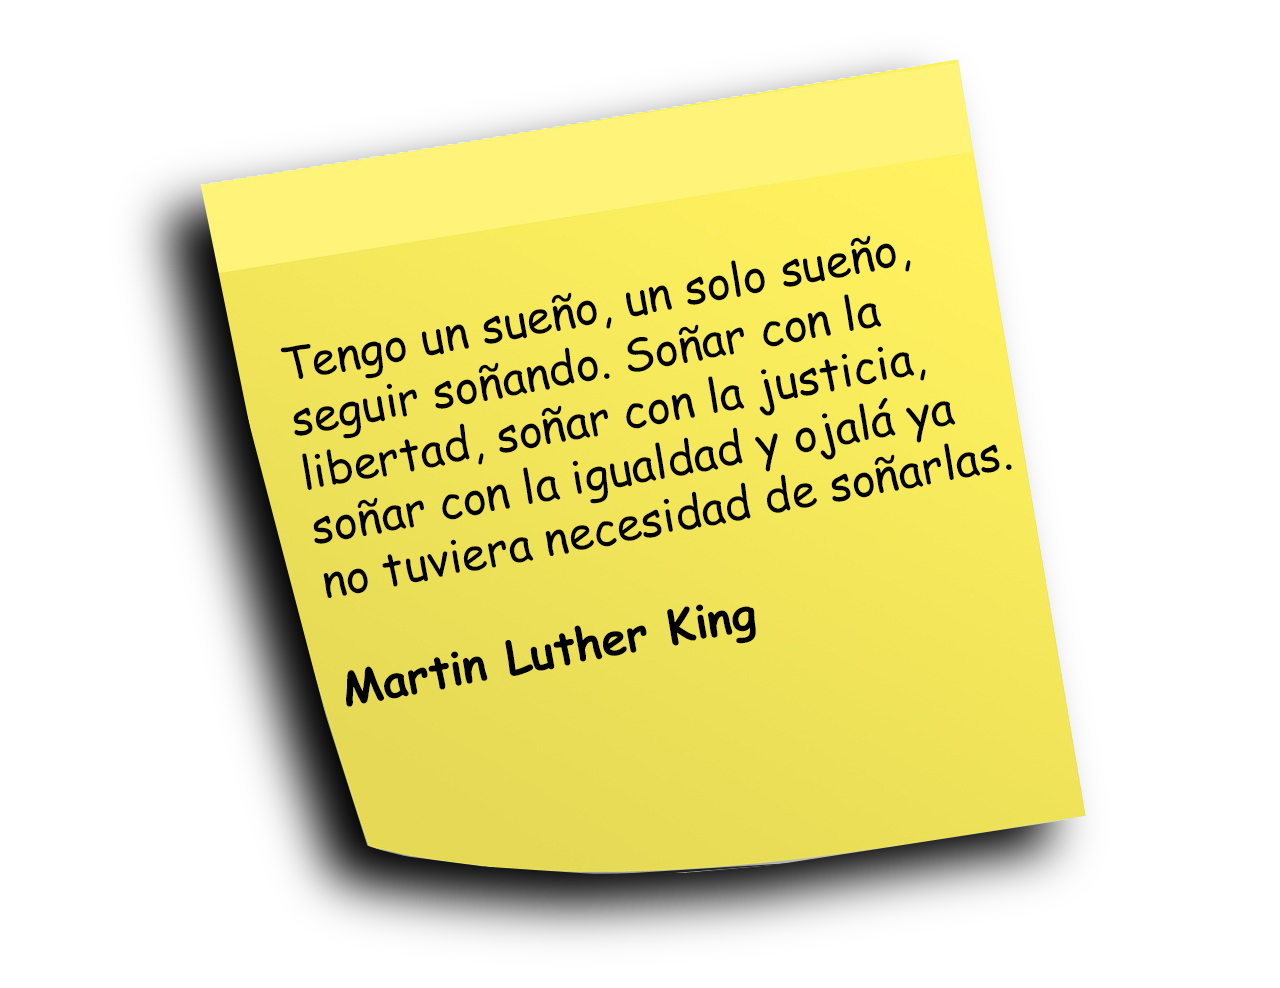 Tengo un sueño, un solo sueño,
seguir soñando. Soñar con la
libertad, soñar con la justicia,
soñar con la igualdad y ojalá ya
no tuviera necesidad de soñarlas.
Martin Luther King